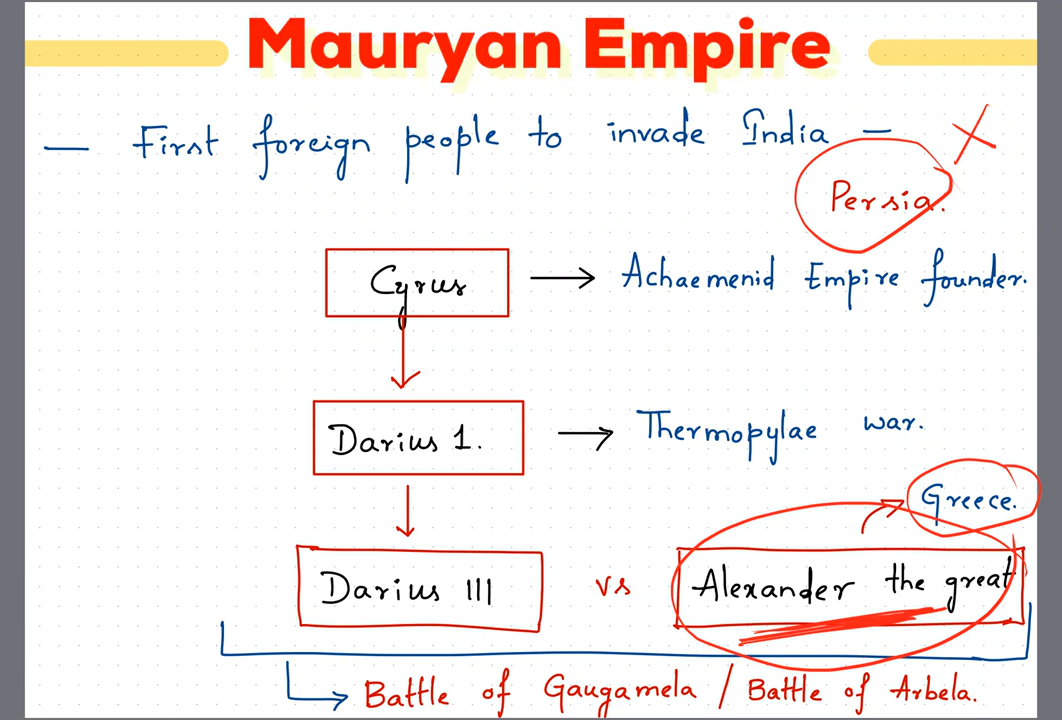 Mauryan Empire
— First foreign people to invade India —
Persia.
Cyrus → Achaemenid Empire founder.
Darius 1. → Thermopylae war.
Greece.
Darius III vs Alexander the great
Battle of Gaugamela / Battle of Arbela.